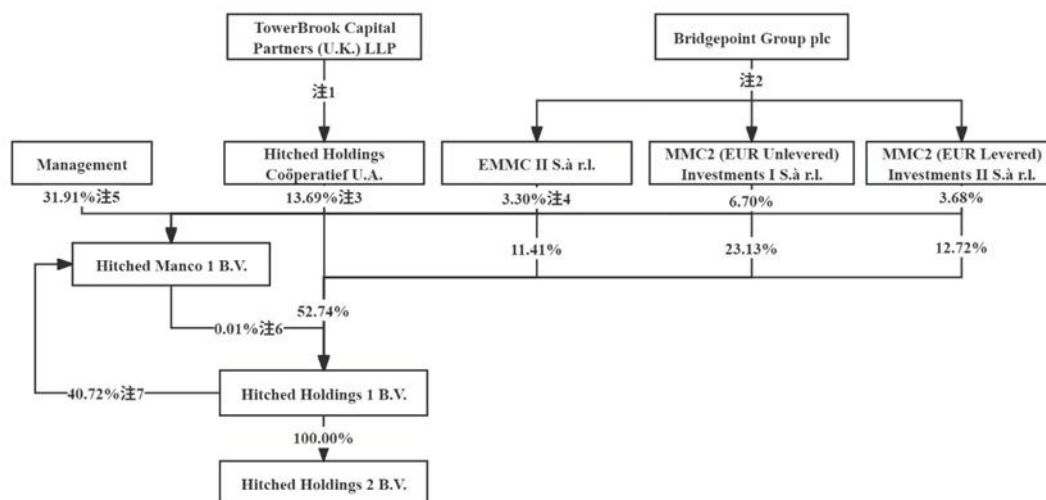 TowerBrook Capital
Partners (U.K.) LLP
Bridgepoint Group plc
注1
注2
Management
Hitched Holdings
Coöperatief U.A.
EMMC II S.à r.l.
MMC2 (EUR Unlevered)
Investments I S.à r.l.
MMC2 (EUR Levered)
Investments II S.à r.l.
31.91%注5
13.69%注3
3.30%注4
6.70%
3.68%
Hitched Manco 1 B.V.
11.41%
23.13%
12.72%
52.74%
0.01%注6
40.72%注7
Hitched Holdings 1 B.V.
100.00%
Hitched Holdings 2 B.V.